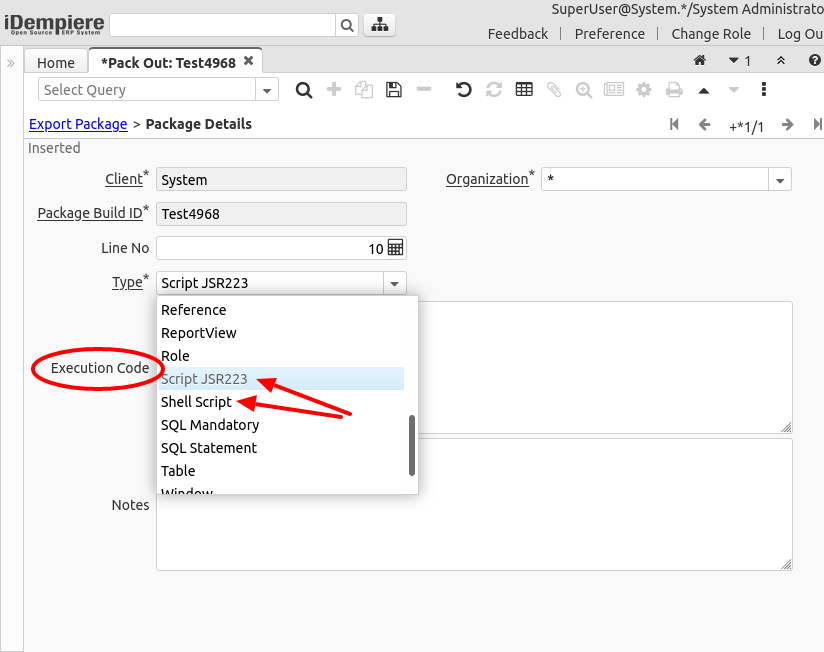 SuperUser@System.*/System Administrato
iDempiere
Open Source ERP System
Feedback Preference Change Role Log Ou
» Home *Pack Out: Test4968 1
Select Query
Export Package > Package Details +*1/1
Inserted
Client* System Organization* *
Package Build ID* Test4968
Line No 10
Type* Script JSR223
Reference
ReportView
Role
Execution Code
Script JSR223
Shell Script
SQL Mandatory
SQL Statement
Table
Window
Notes